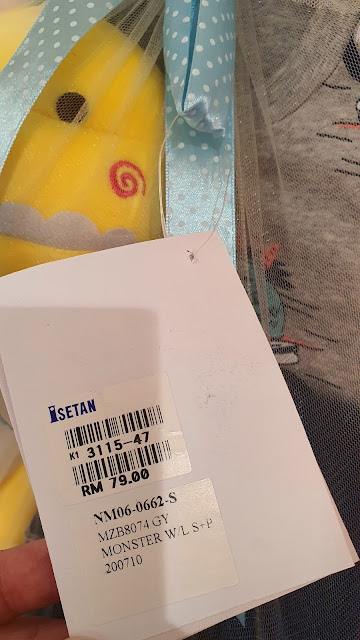 ISETAN
K1 3115-47
RM 79.00
NM06-0662-S
MZB8074 GY
MONSTER W/L S+P
200710